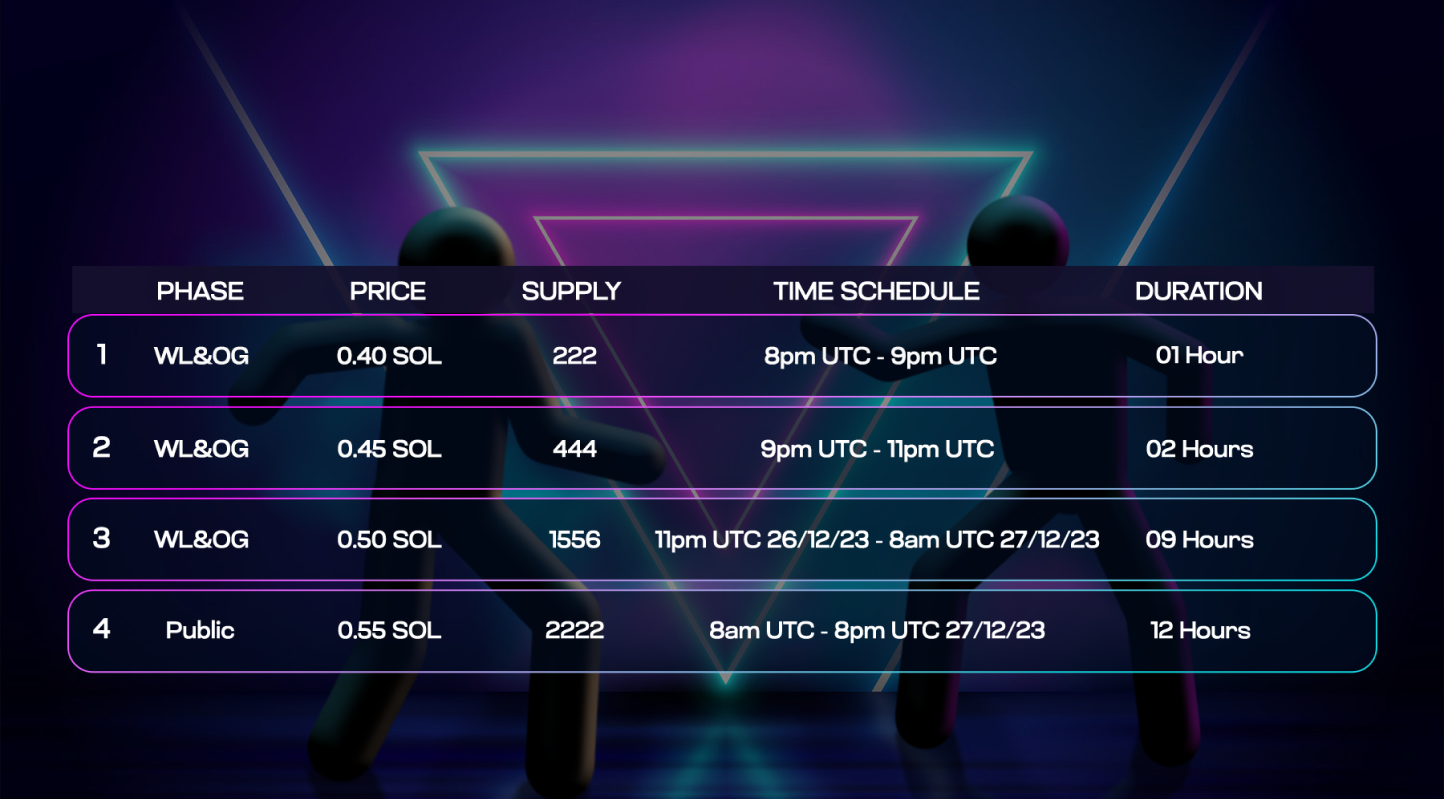 PHASE PRICE SUPPLY TIME SCHEDULE DURATION
1 WL&OG 0.40 SOL 222 8pm UTC - 9pm UTC 01 Hour
2 WL&OG 0.45 SOL 444 9pm UTC - 11pm UTC 02 Hours
3 WL&OG 0.50 SOL 1556 11pm UTC 26/12/23 - 8am UTC 27/12/23 09 Hours
4 Public 0.55 SOL 2222 8am UTC - 8pm UTC 27/12/23 12 Hours